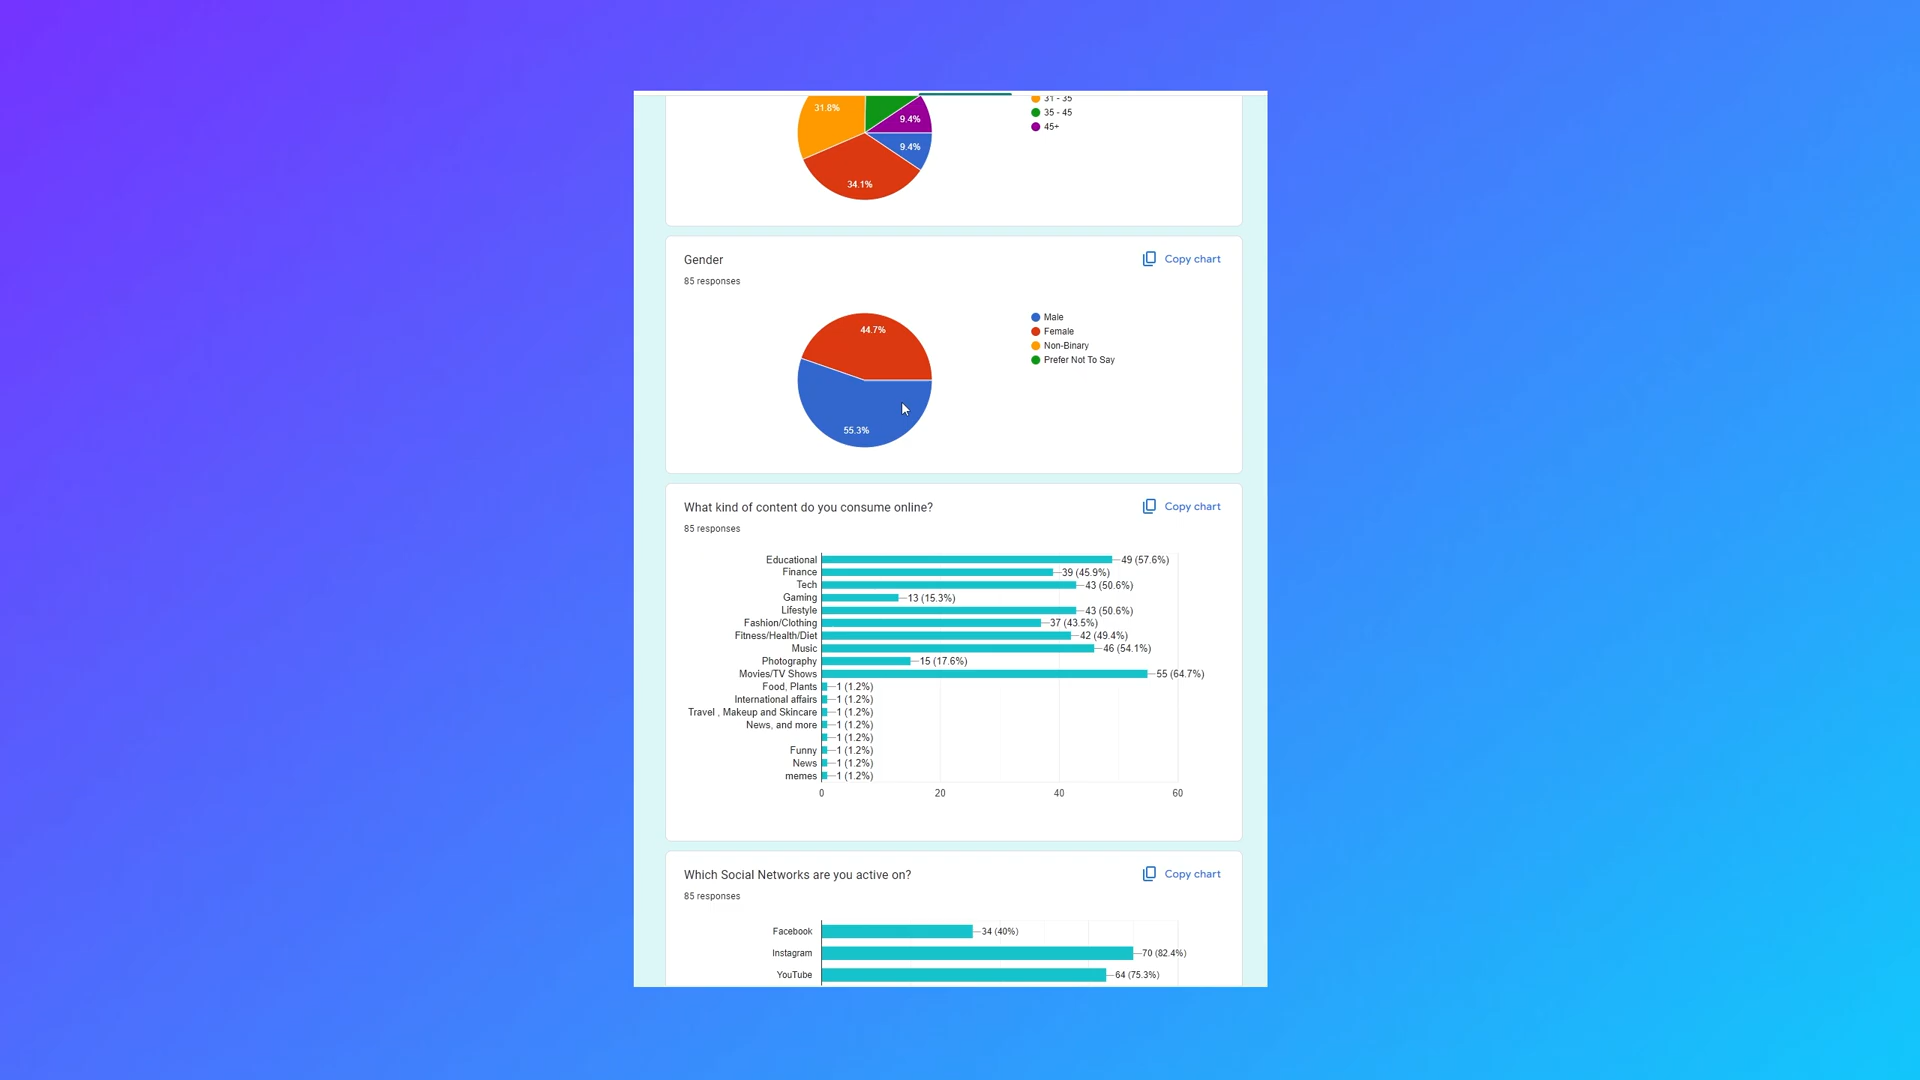 31.8%
9.4%
9.4%
34.1%
31 - 35
35 - 45
45+
Gender
Copy chart
85 responses
44.7%
55.3%
Male
Female
Non-Binary
Prefer Not To Say
What kind of content do you consume online?
Copy chart
85 responses
Educational 49 (57.6%)
Finance 39 (45.9%)
Tech 43 (50.6%)
Gaming 13 (15.3%)
Lifestyle 43 (50.6%)
Fashion/Clothing 37 (43.5%)
Fitness/Health/Diet 42 (49.4%)
Music 46 (54.1%)
Photography 15 (17.6%)
Movies/TV Shows 55 (64.7%)
Food, Plants 1 (1.2%)
International affairs 1 (1.2%)
Travel , Makeup and Skincare 1 (1.2%)
News, and more 1 (1.2%)
1 (1.2%)
Funny 1 (1.2%)
News 1 (1.2%)
memes 1 (1.2%)
0 20 40 60
Which Social Networks are you active on?
Copy chart
85 responses
Facebook 34 (40%)
Instagram 70 (82.4%)
YouTube 64 (75.3%)